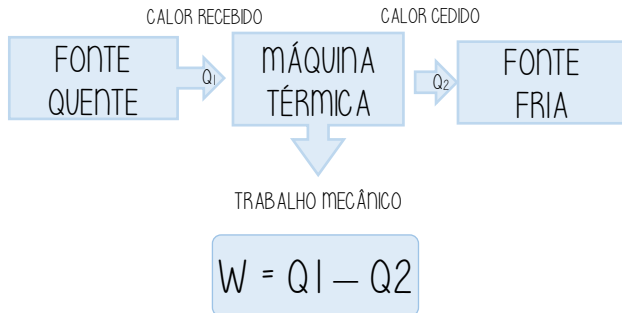 CALOR RECEBIDO
CALOR CEDIDO
FONTE
QUENTE
Q1
MÁQUINA
TÉRMICA
Q2
FONTE
FRIA
TRABALHO MECÂNICO
W = Q1 – Q2